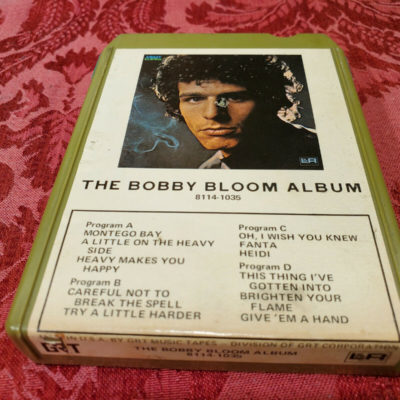 THE BOBBY BLOOM ALBUM
8114-1035
Program A
MONTEGO BAY
A LITTLE ON THE HEAVY
SIDE
HEAVY MAKES YOU
HAPPY
Program B
CAREFUL NOT TO
BREAK THE SPELL
TRY A LITTLE HARDER
Program C
OH, I WISH YOU KNEW
FANTA
HEIDI
Program D
THIS THING I'VE
GOTTEN INTO
BRIGHTEN YOUR
FLAME
GIVE 'EM A HAND
IN U.S.A. BY GRT MUSIC TAPES - DIVISION OF GRT CORPORATION
GRT
THE BOBBY BLOOM ALBUM
8114-1035